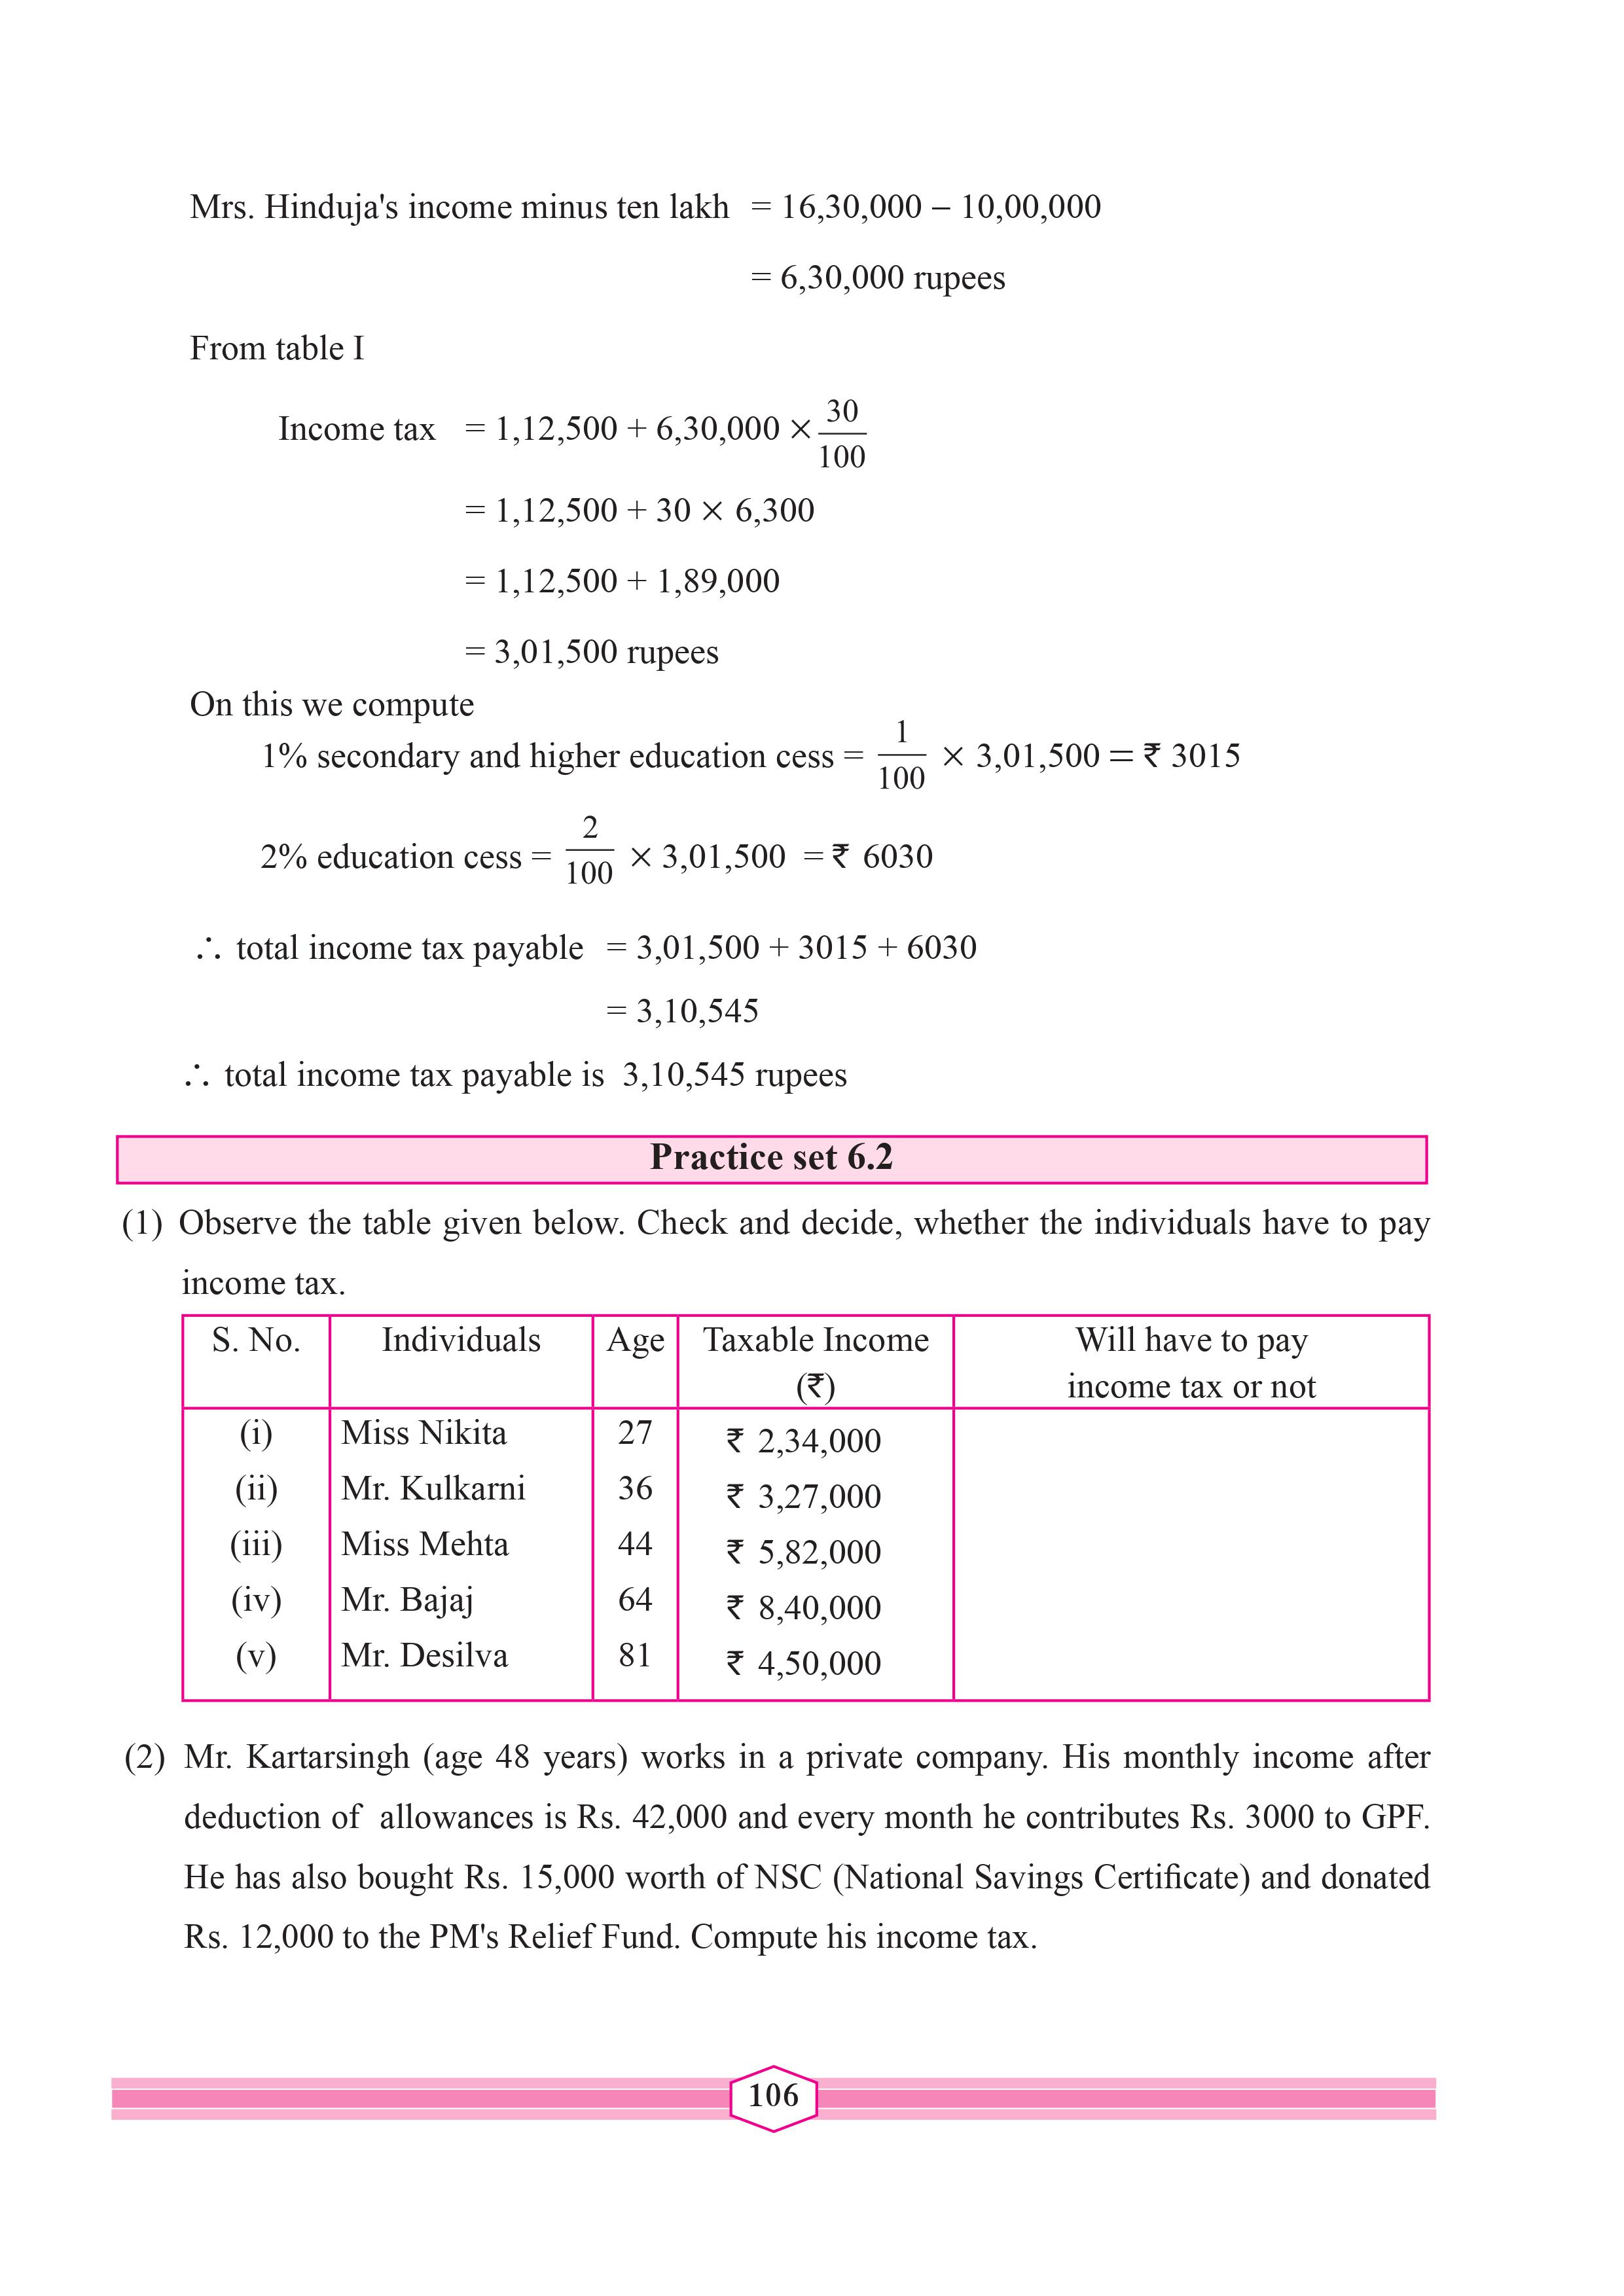 Mrs. Hinduja's income minus ten lakh = 16,30,000 – 10,00,000
= 6,30,000 rupees
From table I
Income tax = 1,12,500 + 6,30,000 × 30/100
= 1,12,500 + 30 × 6,300
= 1,12,500 + 1,89,000
= 3,01,500 rupees
On this we compute
1% secondary and higher education cess = 1/100 × 3,01,500 = ₹ 3015
2% education cess = 2/100 × 3,01,500 = ₹ 6030
∴ total income tax payable = 3,01,500 + 3015 + 6030
= 3,10,545
∴ total income tax payable is 3,10,545 rupees
Practice set 6.2
(1) Observe the table given below. Check and decide, whether the individuals have to pay
income tax.
S. No. Individuals Age Taxable Income Will have to pay
(₹) income tax or not
(i) Miss Nikita 27 ₹ 2,34,000
(ii) Mr. Kulkarni 36 ₹ 3,27,000
(iii) Miss Mehta 44 ₹ 5,82,000
(iv) Mr. Bajaj 64 ₹ 8,40,000
(v) Mr. Desilva 81 ₹ 4,50,000
(2) Mr. Kartarsingh (age 48 years) works in a private company. His monthly income after
deduction of allowances is Rs. 42,000 and every month he contributes Rs. 3000 to GPF.
He has also bought Rs. 15,000 worth of NSC (National Savings Certificate) and donated
Rs. 12,000 to the PM's Relief Fund. Compute his income tax.
106